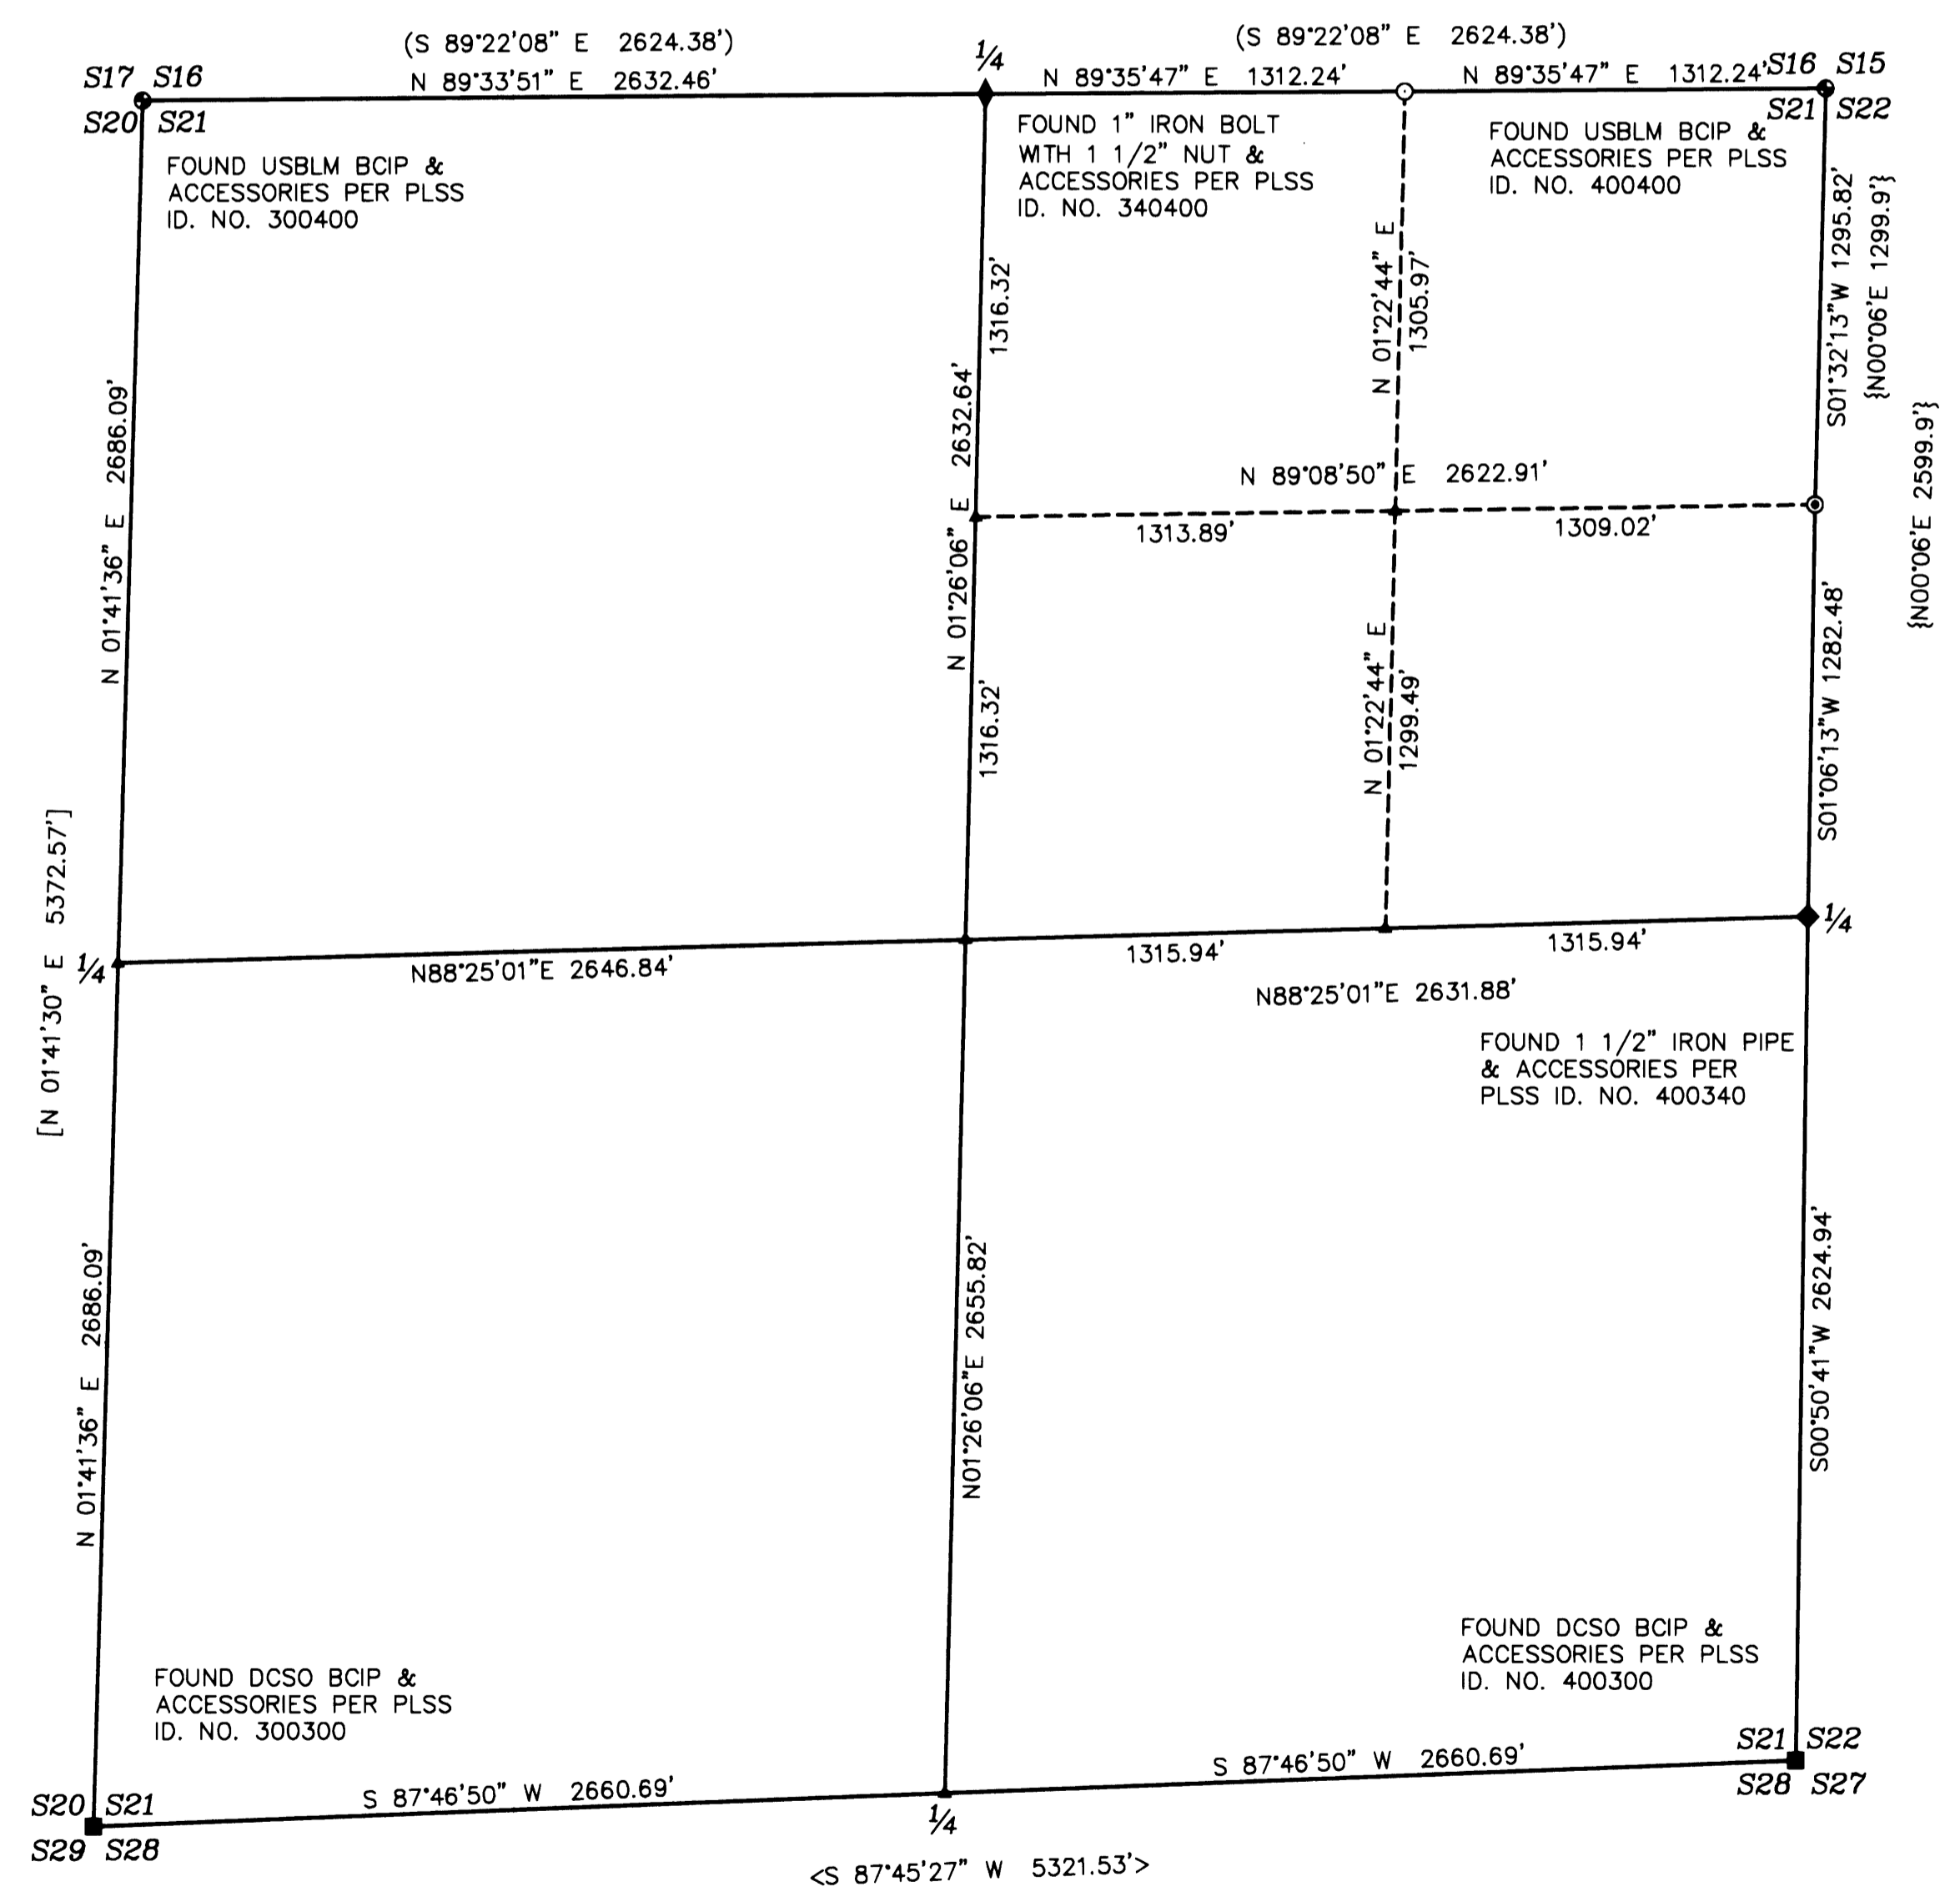 (S 89°22'08" E 2624.38')
N 89°33'51" E 2632.46'
1/4
(S 89°22'08" E 2624.38')
N 89°35'47" E 1312.24'
N 89°35'47" E 1312.24'
S17 S16
S20 S21
S16 S15
S21 S22
FOUND USBLM BCIP &
ACCESSORIES PER PLSS
ID. NO. 300400
FOUND 1" IRON BOLT
WITH 1 1/2" NUT &
ACCESSORIES PER PLSS
ID. NO. 340400
FOUND USBLM BCIP &
ACCESSORIES PER PLSS
ID. NO. 400400
N 01°41'36" E 2686.09'
1316.32'
N 01°26'06" E 2632.64'
1316.32'
N 01°22'44" E
1305.97'
S01°32'13"W 1295.82'
{N00°06'E 1299.9'}
{N00°06'E 2599.9'}
N 89°08'50" E 2622.91'
1313.89'
1309.02'
N 01°22'44" E
1299.49'
S01°06'13"W 1282.48'
[N 01°41'30" E 5372.57']
1/4
N88°25'01"E 2646.84'
1315.94'
1315.94'
1/4
N88°25'01"E 2631.88'
FOUND 1 1/2" IRON PIPE
& ACCESSORIES PER
PLSS ID. NO. 400340
N 01°41'36" E 2686.09'
N01°26'06"E 2655.82'
S00°50'41"W 2624.94'
FOUND DCSO BCIP &
ACCESSORIES PER PLSS
ID. NO. 300300
FOUND DCSO BCIP &
ACCESSORIES PER PLSS
ID. NO. 400300
S20 S21
S29 S28
S 87°46'50" W 2660.69'
1/4
S 87°46'50" W 2660.69'
S21 S22
S28 S27
<S 87°45'27" W 5321.53'>